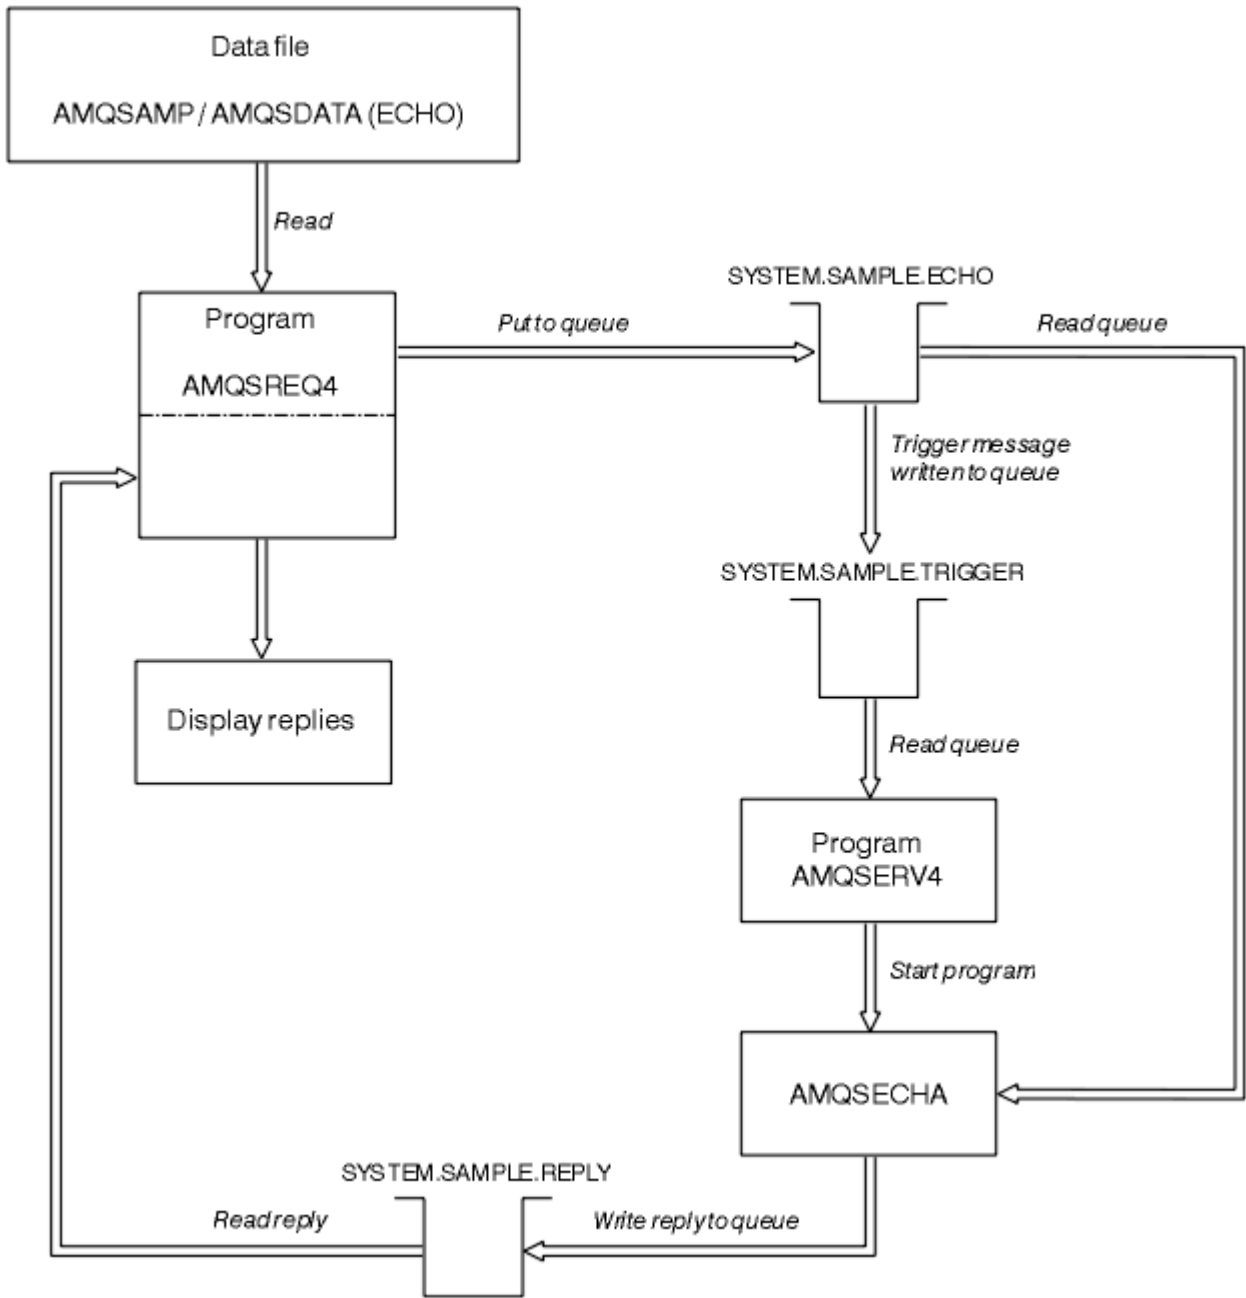 Data file
AMQSAMP / AMQSDATA (ECHO)
Read
SYSTEM.SAMPLE.ECHO
Program
Put to queue
Read queue
AMQSREQ4
Trigger message
written to queue
SYSTEM.SAMPLE.TRIGGER
Display replies
Read queue
Program
AMQSERV4
Start program
AMQSECHA
SYSTEM.SAMPLE.REPLY
Read reply
Write reply to queue